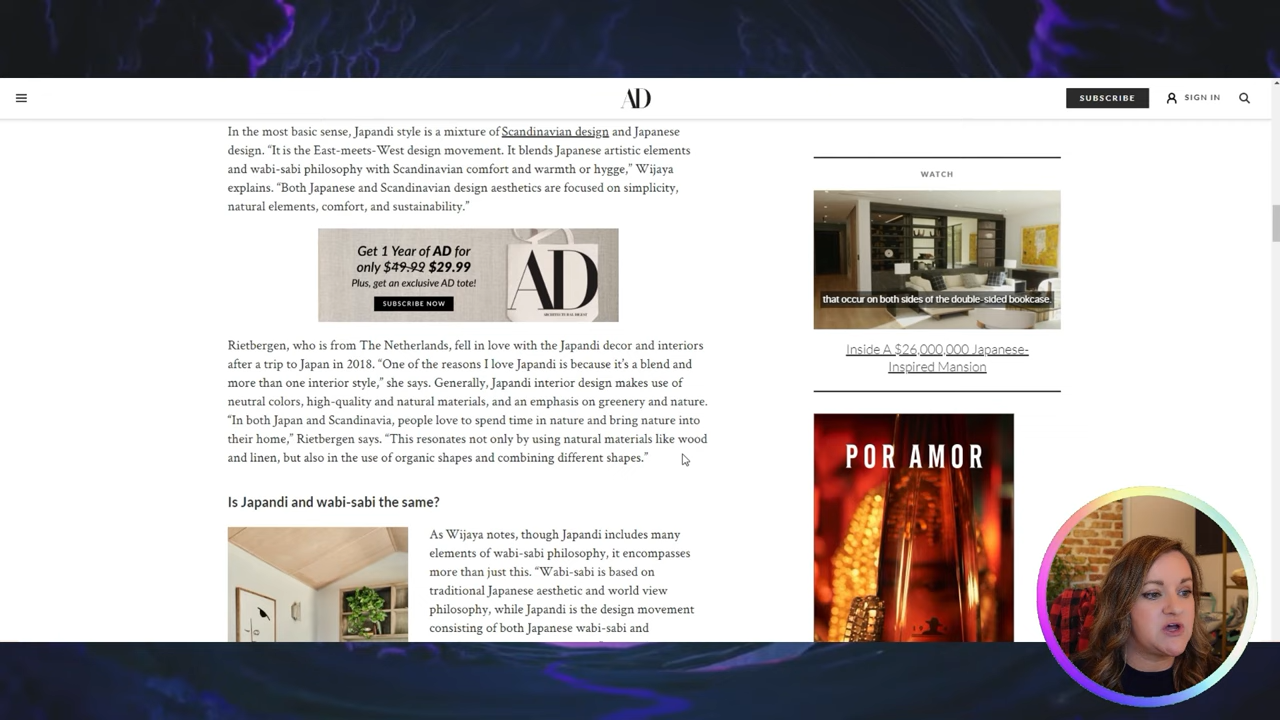 AD
SUBSCRIBE
SIGN IN
In the most basic sense, Japandi style is a mixture of Scandinavian design and Japanese
design. “It is the East-meets-West design movement. It blends Japanese artistic elements
and wabi-sabi philosophy with Scandinavian comfort and warmth or hygge,” Wijaya
explains. “Both Japanese and Scandinavian design aesthetics are focused on simplicity,
natural elements, comfort, and sustainability.”
Get 1 Year of AD for
only $49.99 $29.99
Plus, get an exclusive AD tote!
SUBSCRIBE NOW
AD
ARCHITECTURAL DIGEST
Rietbergen, who is from The Netherlands, fell in love with the Japandi decor and interiors
after a trip to Japan in 2018. “One of the reasons I love Japandi is because it’s a blend and
more than one interior style,” she says. Generally, Japandi interior design makes use of
neutral colors, high-quality and natural materials, and an emphasis on greenery and nature.
“In both Japan and Scandinavia, people love to spend time in nature and bring nature into
their home,” Rietbergen says. “This resonates not only by using natural materials like wood
and linen, but also in the use of organic shapes and combining different shapes.”
Is Japandi and wabi-sabi the same?
As Wijaya notes, though Japandi includes many
elements of wabi-sabi philosophy, it encompasses
more than just this. “Wabi-sabi is based on
traditional Japanese aesthetic and world view
philosophy, while Japandi is the design movement
consisting of both Japanese wabi-sabi and
WATCH
that occur on both sides of the double-sided bookcase.
Inside A $26,000,000 Japanese-
Inspired Mansion
POR AMOR